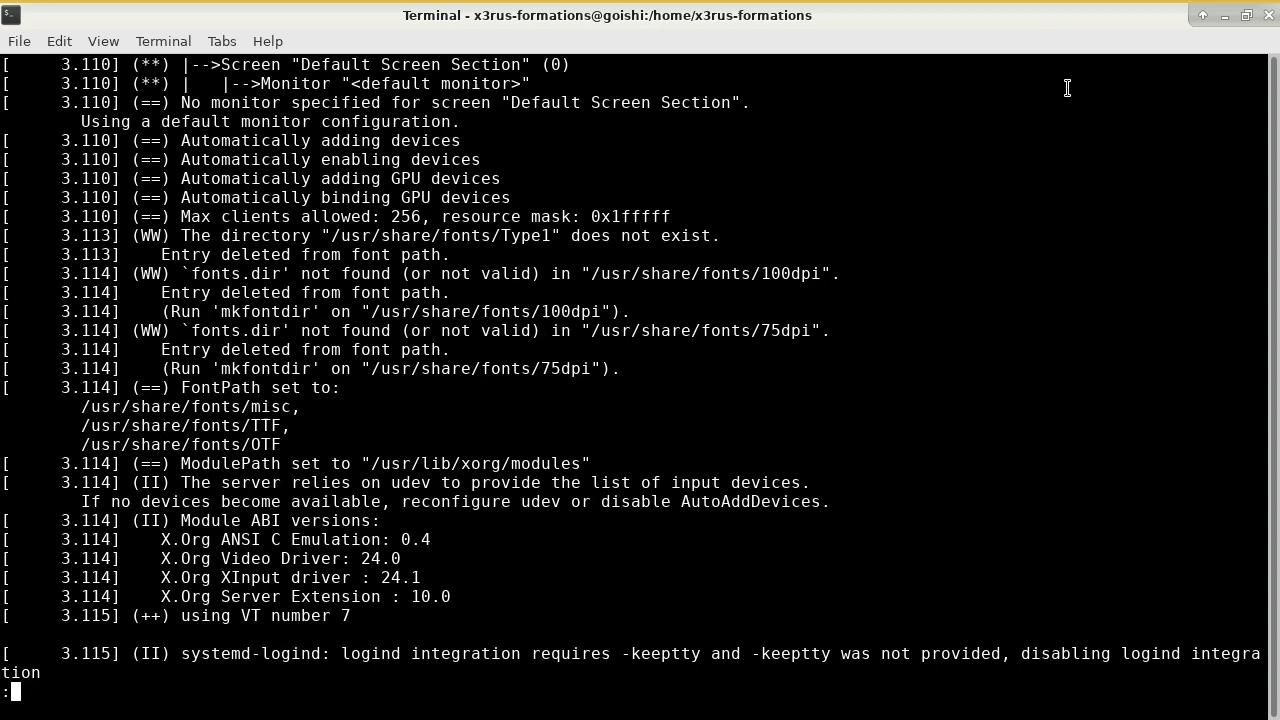 Terminal - x3rus-formations@goishi:/home/x3rus-formations
File Edit View Terminal Tabs Help
[     3.110] (**) |-->Screen "Default Screen Section" (0)
[     3.110] (**) |   |-->Monitor "<default monitor>"
[     3.110] (==) No monitor specified for screen "Default Screen Section".
        Using a default monitor configuration.
[     3.110] (==) Automatically adding devices
[     3.110] (==) Automatically enabling devices
[     3.110] (==) Automatically adding GPU devices
[     3.110] (==) Automatically binding GPU devices
[     3.110] (==) Max clients allowed: 256, resource mask: 0x1fffff
[     3.113] (WW) The directory "/usr/share/fonts/Type1" does not exist.
[     3.113]    Entry deleted from font path.
[     3.114] (WW) `fonts.dir' not found (or not valid) in "/usr/share/fonts/100dpi".
[     3.114]    Entry deleted from font path.
[     3.114]    (Run 'mkfontdir' on "/usr/share/fonts/100dpi").
[     3.114] (WW) `fonts.dir' not found (or not valid) in "/usr/share/fonts/75dpi".
[     3.114]    Entry deleted from font path.
[     3.114]    (Run 'mkfontdir' on "/usr/share/fonts/75dpi").
[     3.114] (==) FontPath set to:
        /usr/share/fonts/misc,
        /usr/share/fonts/TTF,
        /usr/share/fonts/OTF
[     3.114] (==) ModulePath set to "/usr/lib/xorg/modules"
[     3.114] (II) The server relies on udev to provide the list of input devices.
        If no devices become available, reconfigure udev or disable AutoAddDevices.
[     3.114] (II) Module ABI versions:
[     3.114]    X.Org ANSI C Emulation: 0.4
[     3.114]    X.Org Video Driver: 24.0
[     3.114]    X.Org XInput driver : 24.1
[     3.114]    X.Org Server Extension : 10.0
[     3.115] (++) using VT number 7
[     3.115] (II) systemd-logind: logind integration requires -keeptty and -keeptty was not provided, disabling logind integra
tion
: